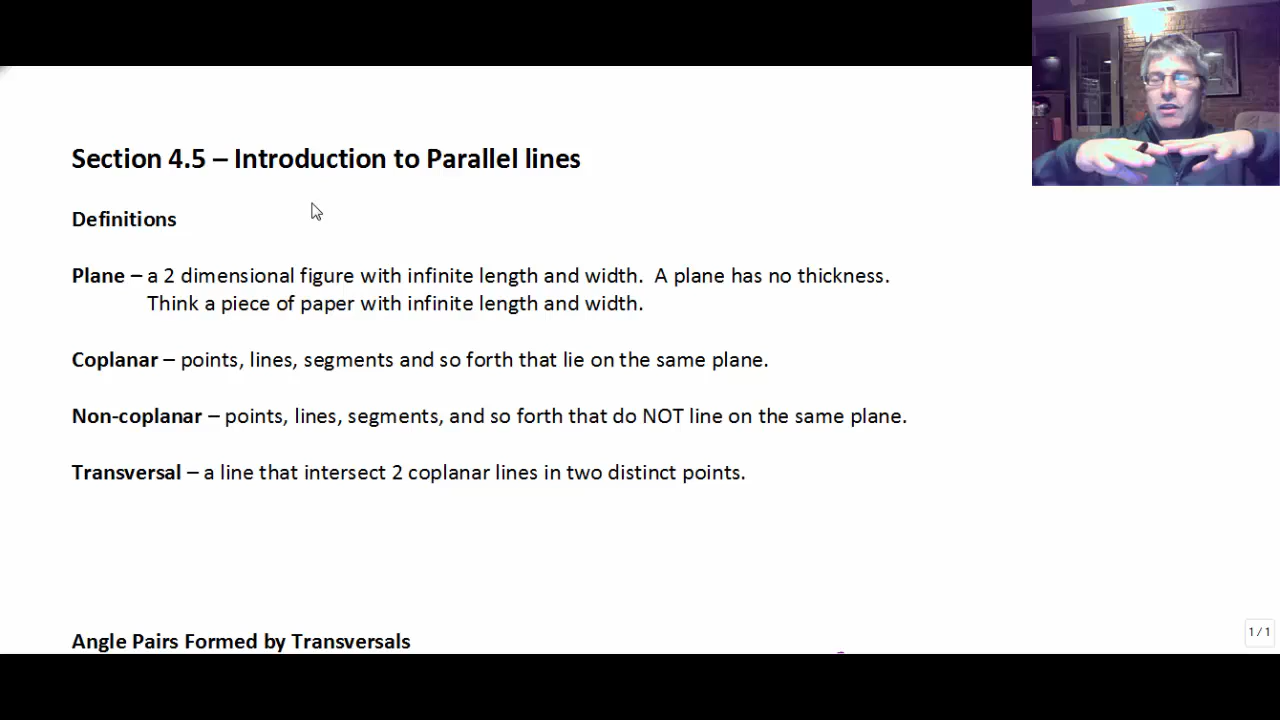 Section 4.5 – Introduction to Parallel lines
Definitions
Plane – a 2 dimensional figure with infinite length and width.  A plane has no thickness.
Think a piece of paper with infinite length and width.
Coplanar – points, lines, segments and so forth that lie on the same plane.
Non-coplanar – points, lines, segments, and so forth that do NOT line on the same plane.
Transversal – a line that intersect 2 coplanar lines in two distinct points.
Angle Pairs Formed by Transversals
1 / 1